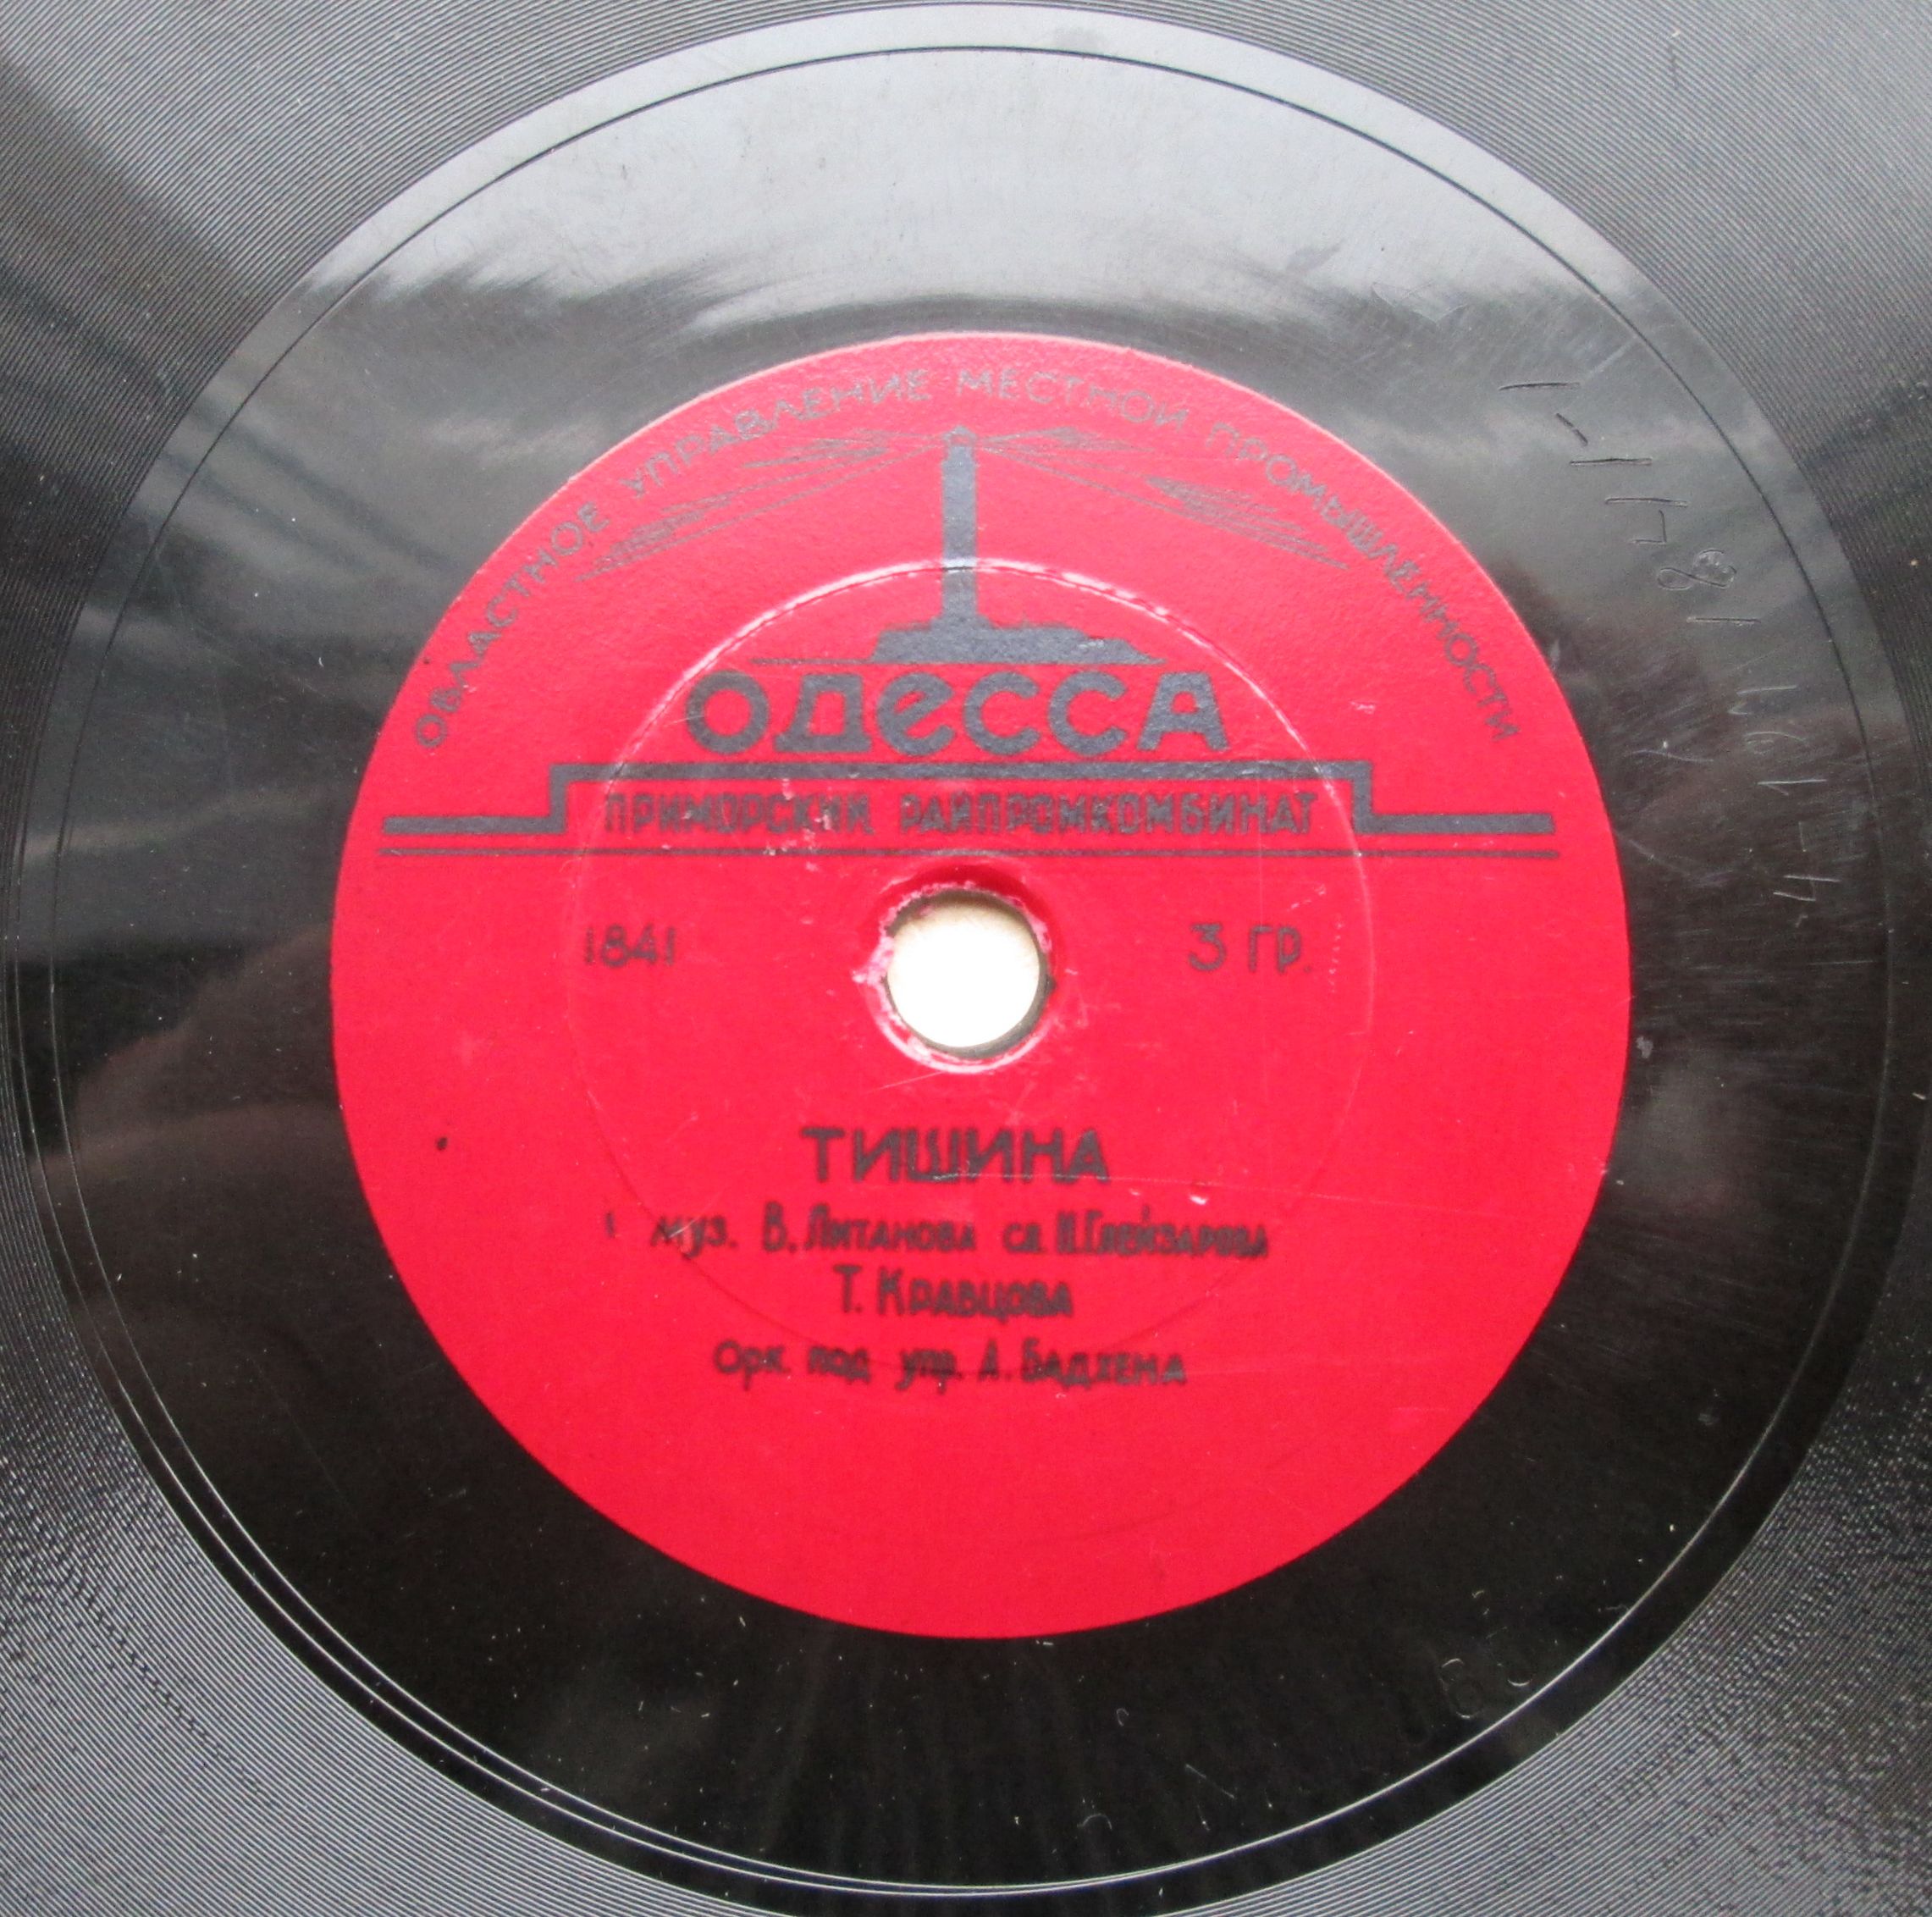 ОБЛАСТНОЕ УПРАВЛЕНИЕ МЕСТНОЙ ПРОМЫШЛЕННОСТИ
ОДЕССА
ПРИМОРСКИЙ РАЙПРОМКОМБИНАТ
1841 3 ГР.
ТИШИНА
муз. В. Литанова сл. И. Глейзарова
Т. Кравцова
Орк. под упр. А. Бадхена